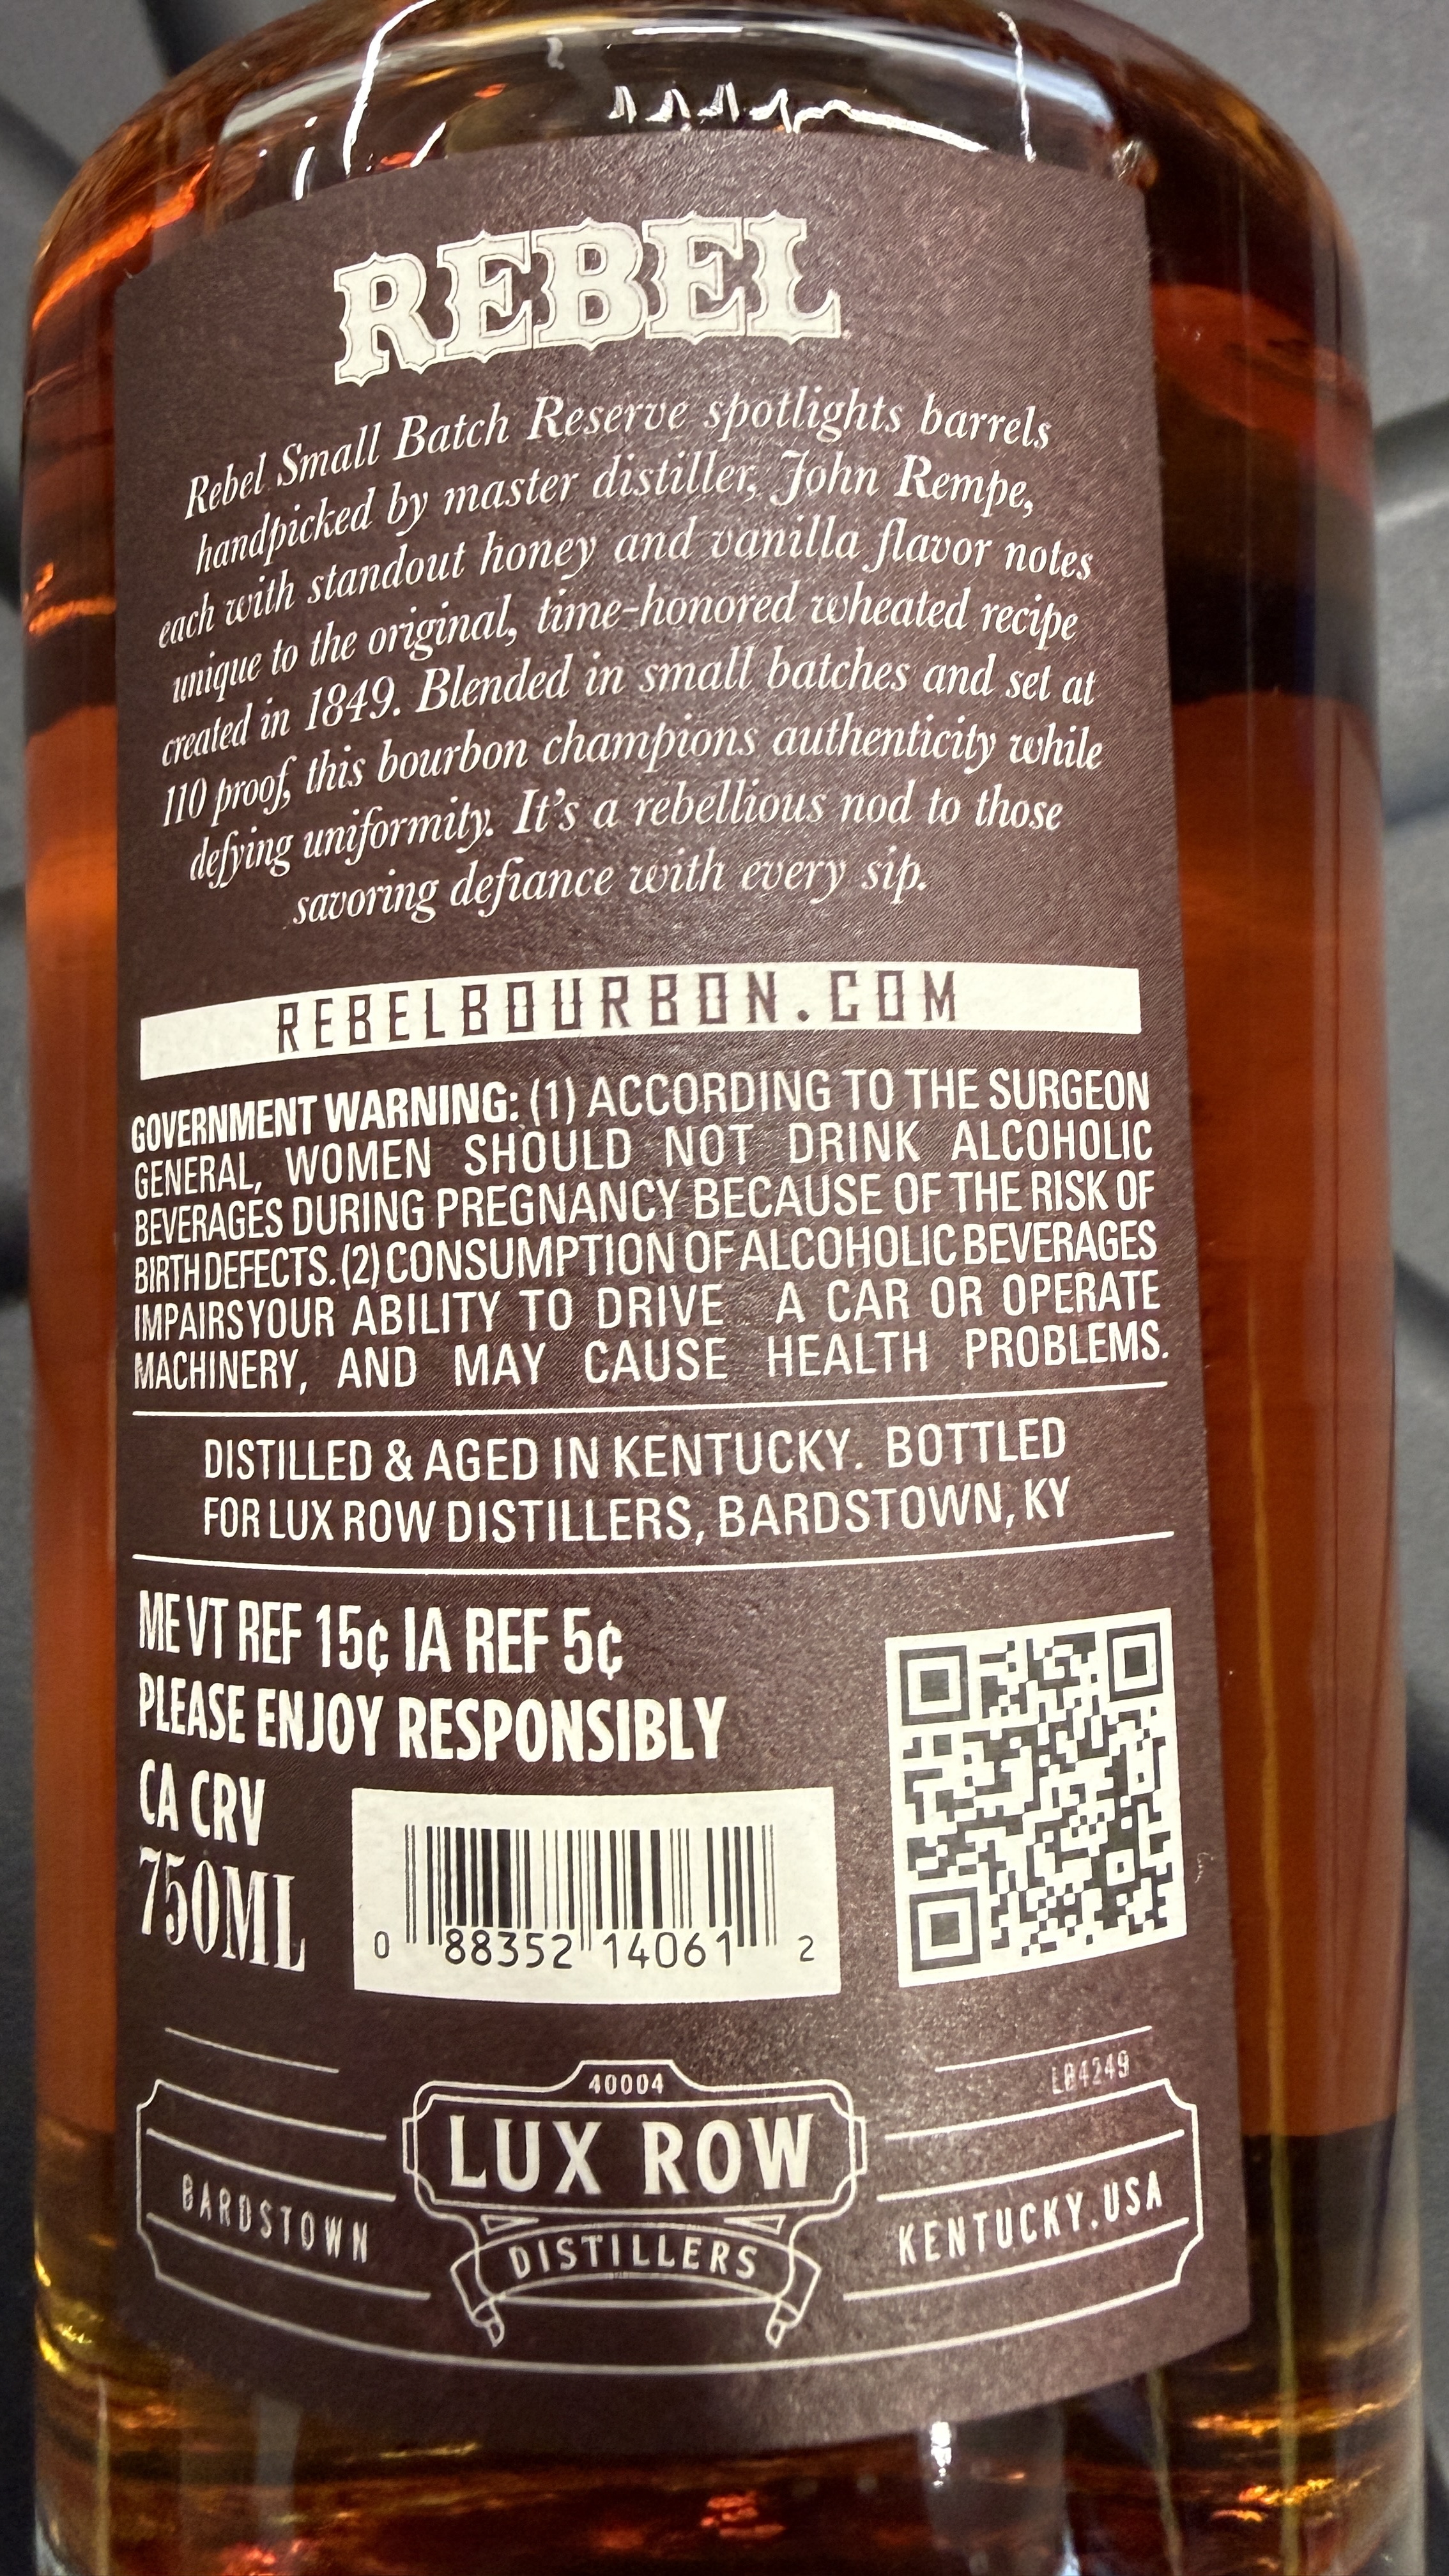 REBEL
Rebel Small Batch Reserve spotlights barrels
handpicked by master distiller, John Rempe,
each with standout honey and vanilla flavor notes
unique to the original, time-honored wheated recipe
created in 1849. Blended in small batches and set at
110 proof, this bourbon champions authenticity while
defying uniformity. It's a rebellious nod to those
savoring defiance with every sip.
REBELBOURBON.COM
GOVERNMENT WARNING: (1) ACCORDING TO THE SURGEON
GENERAL, WOMEN SHOULD NOT DRINK ALCOHOLIC
BEVERAGES DURING PREGNANCY BECAUSE OF THE RISK OF
BIRTH DEFECTS. (2) CONSUMPTION OF ALCOHOLIC BEVERAGES
IMPAIRS YOUR ABILITY TO DRIVE A CAR OR OPERATE
MACHINERY, AND MAY CAUSE HEALTH PROBLEMS.
DISTILLED & AGED IN KENTUCKY. BOTTLED
FOR LUX ROW DISTILLERS, BARDSTOWN, KY
ME VT REF 15¢ IA REF 5¢
PLEASE ENJOY RESPONSIBLY
CA CRV
750ML
0 88352 14061 2
LB4249
40004
LUX ROW
DISTILLERS
BARDSTOWN
KENTUCKY, USA